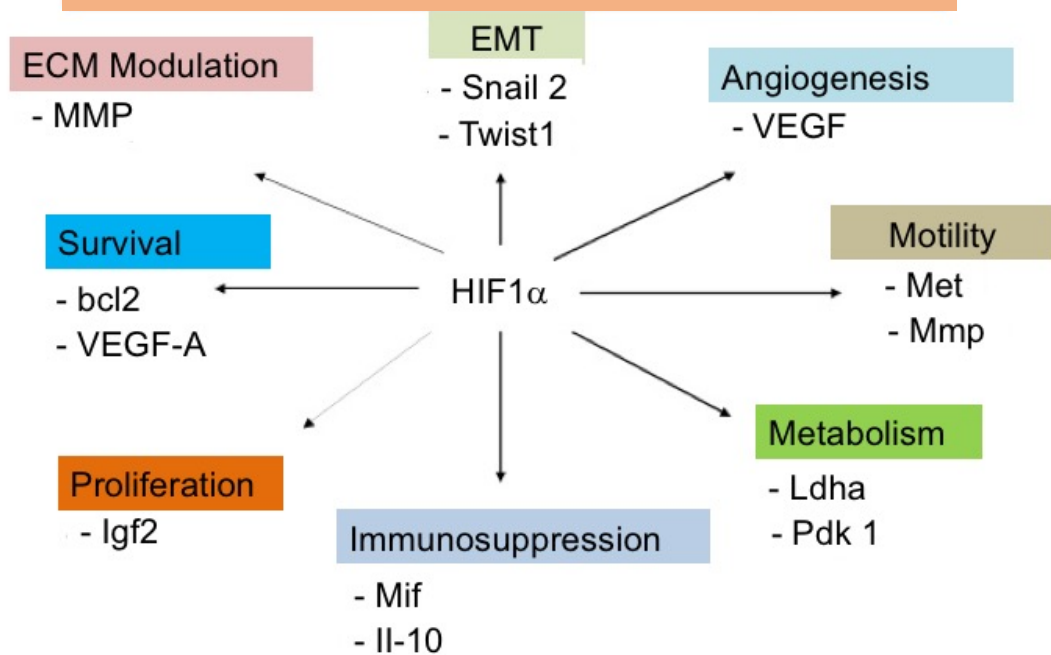 EMT
- Snail 2
- Twist1
ECM Modulation
- MMP
Angiogenesis
- VEGF
Survival
- bcl2
- VEGF-A
HIF1α
Motility
- Met
- Mmp
Proliferation
- Igf2
Immunosuppression
- Mif
- Il-10
Metabolism
- Ldha
- Pdk 1